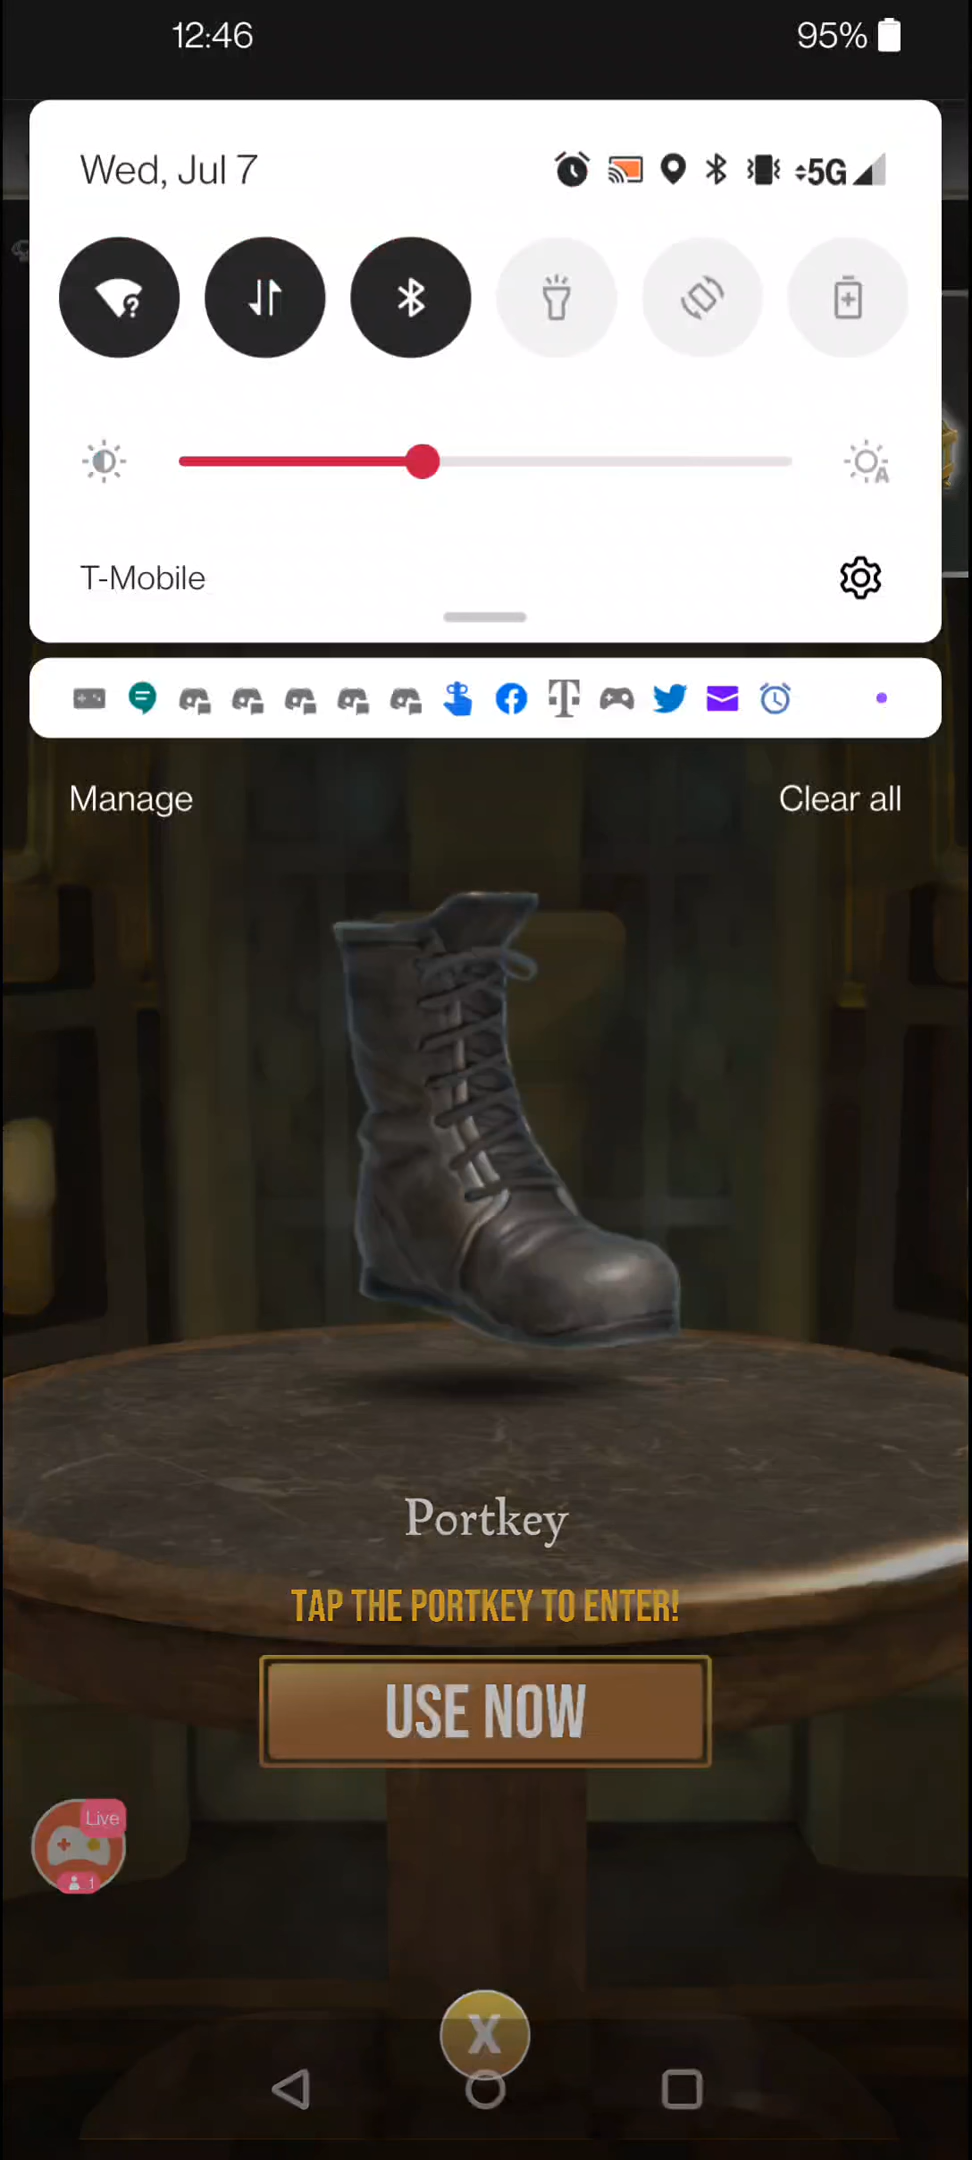 12:46
95%
Wed, Jul 7
5G
T-Mobile
Manage
Clear all
Portkey
TAP THE PORTKEY TO ENTER!
USE NOW
Live
1
X